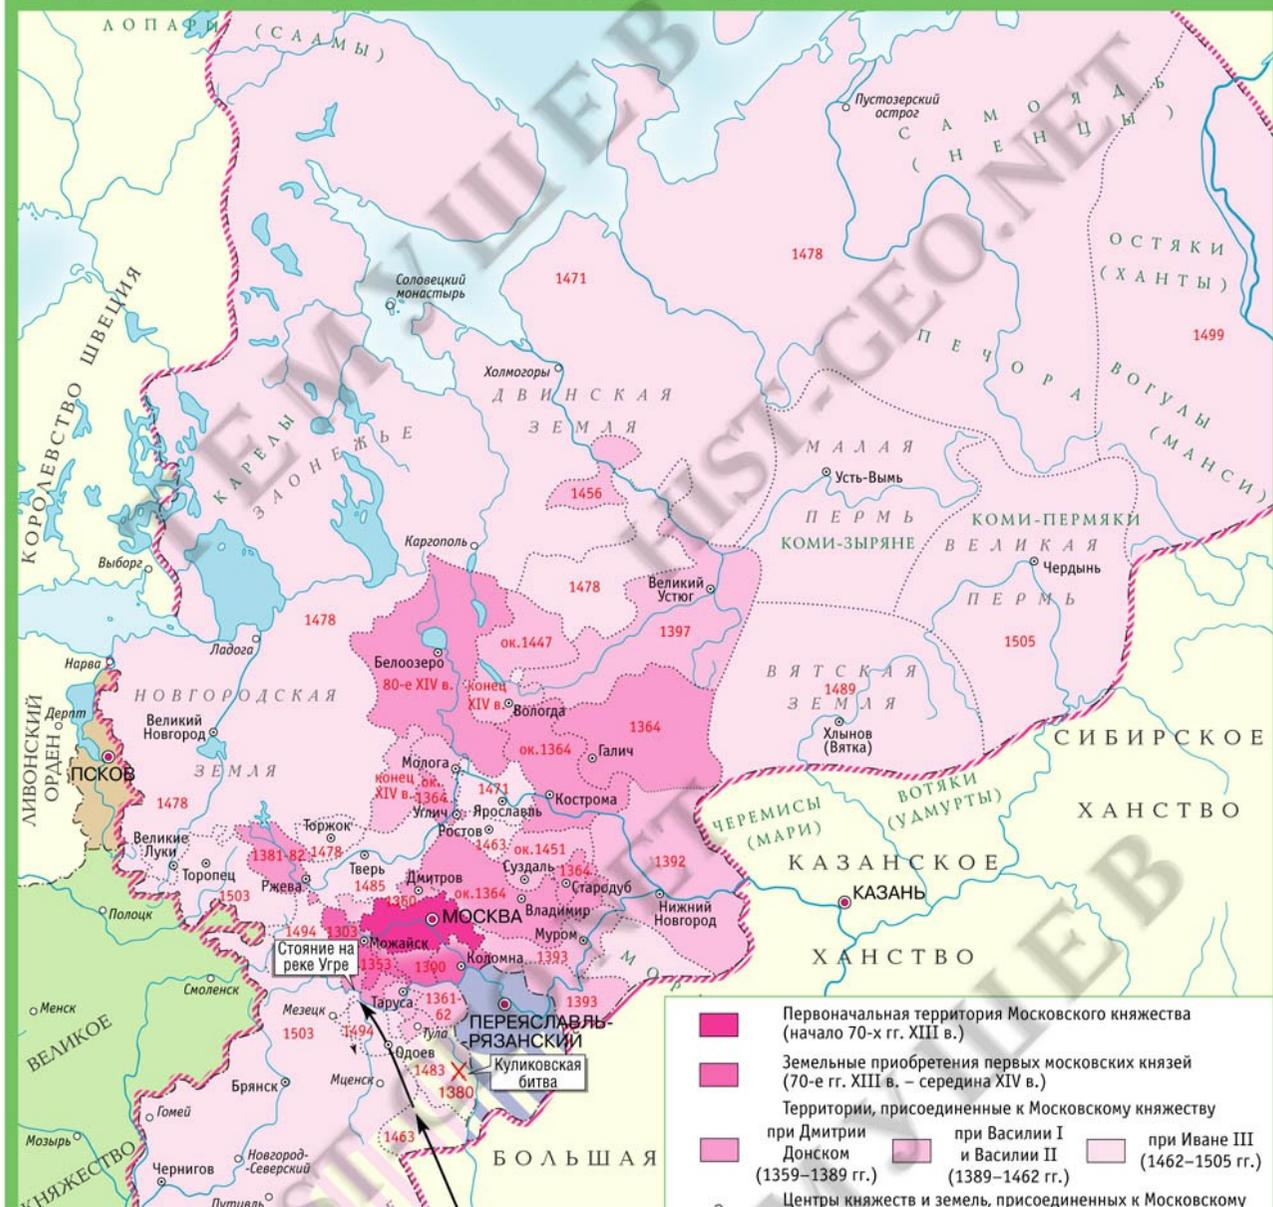 ЛОПАРИ (СААМЫ)
Пустозерский
острог
САМОЯДЬ
(НЕНЦЫ)
ОСТЯКИ
(ХАНТЫ)
1478
1471
1499
Соловецкий
монастырь
КОРОЛЕВСТВО ШВЕЦИЯ
ПЕЧОРА
ВОГУЛЫ
(МАНСИ)
Холмогоры
ДВИНСКАЯ
ЗЕМЛЯ
КАРЕЛЫ
ЗАОНЕЖЬЕ
МАЛАЯ
Усть-Вымь
ПЕРМЬ
КОМИ-ЗЫРЯНЕ
КОМИ-ПЕРМЯКИ
ВЕЛИКАЯ
Чердынь
ПЕРМЬ
1505
1456
Каргополь
Выборг
1478
Великий
Устюг
1478
1397
ок.1447
Ладога
Нарва
Белоозеро
80-е XIV в.
конец
XIV в.
Вологда
ВЯТСКАЯ
1489
ЗЕМЛЯ
Хлынов
(Вятка)
НОВГОРОДСКАЯ
ЗЕМЛЯ
Великий
Новгород
ЛИВОНСКИЙ
ОРДЕН
Дерпт
ПСКОВ
1364
ок.1364
Галич
СИБИРСКОЕ
ХАНСТВО
Молога
конец
XIV в.
ок.
1364
1471
Углич
Ярославль
Кострома
Ростов
1463
ок.1451
ЧЕРЕМИСЫ
(МАРИ)
ВОТЯКИ
(УДМУРТЫ)
КАЗАНСКОЕ
КАЗАНЬ
ХАНСТВО
1478
Великие
Луки
Торопец
1503
Торжок
1478
1381-82
Ржева
Тверь
1485
Дмитров
1360
ок.1364
Суздаль
1364
Стародуб
1392
Владимир
Нижний
Новгород
МОСКВА
Муром
1393
Полоцк
1494
1303
Можайск
Стояние на
реке Угре
1353
1300
Коломна
МОР
Смоленск
Менск
ВЕЛИКОЕ
КНЯЖЕСТВО
Мезецк
1503
1494
Таруса
1361-
62
Тула
1393
ПЕРЕЯСЛАВЛЬ-
-РЯЗАНСКИЙ
Одоев
1483
1380
Куликовская
битва
Брянск
Мценск
Гомей
Мозырь
Чернигов
Новгород-
-Северский
Путивль
1463
БОЛЬШАЯ
Первоначальная территория Московского княжества
(начало 70-х гг. XIII в.)
Земельные приобретения первых московских князей
(70-е гг. XIII в. – середина XIV в.)
Территории, присоединенные к Московскому княжеству
при Дмитрии
Донском
(1359–1389 гг.)
при Василии I
и Василии II
(1389–1462 гг.)
при Иване III
(1462–1505 гг.)
Центры княжеств и земель, присоединенных к Московскому
ТЕМУШЕВ
HIST-GEO.NET